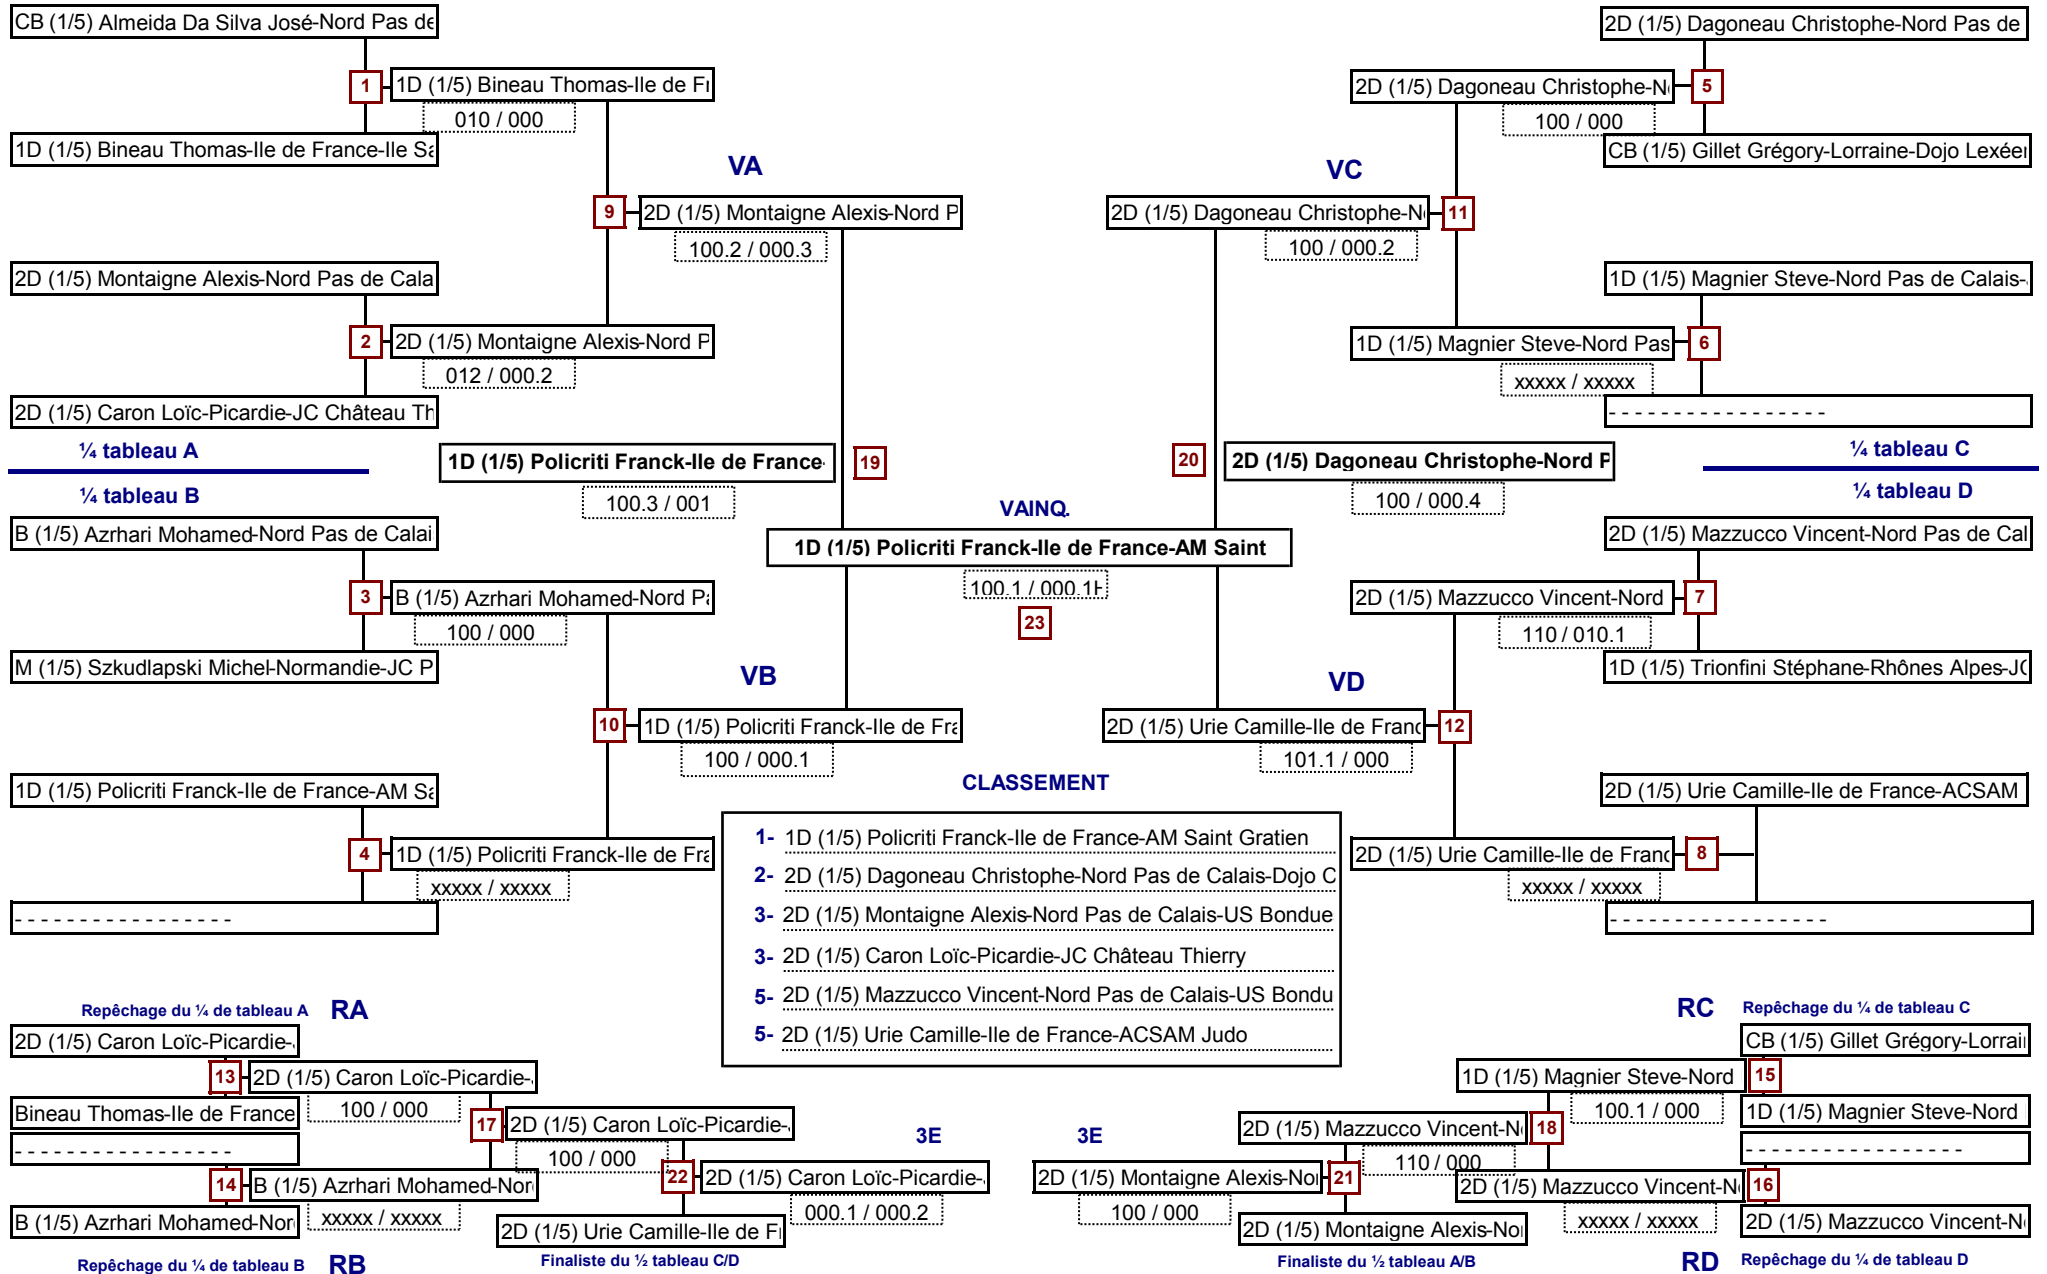 CB (1/5) Almeida Da Silva José-Nord Pas de
1
1D (1/5) Bineau Thomas-Ile de Fr
010 / 000
1D (1/5) Bineau Thomas-Ile de France-Ile Sa
VA
9
2D (1/5) Montaigne Alexis-Nord P
100.2 / 000.3
2D (1/5) Montaigne Alexis-Nord Pas de Cala
2
2D (1/5) Montaigne Alexis-Nord P
012 / 000.2
2D (1/5) Caron Loïc-Picardie-JC Château Th
¼ tableau A
¼ tableau B
1D (1/5) Policriti Franck-Ile de France-
19
100.3 / 001
B (1/5) Azrhari Mohamed-Nord Pas de Calai
3
B (1/5) Azrhari Mohamed-Nord Pa
100 / 000
M (1/5) Szkudlapski Michel-Normandie-JC P
VB
10
1D (1/5) Policriti Franck-Ile de Fra
100 / 000.1
1D (1/5) Policriti Franck-Ile de France-AM Sa
4
1D (1/5) Policriti Franck-Ile de Fra
xxxxx / xxxxx
- - - - - - - - - - - - - - - - -
2D (1/5) Dagoneau Christophe-Nord Pas de
5
2D (1/5) Dagoneau Christophe-N
100 / 000
CB (1/5) Gillet Grégory-Lorraine-Dojo Lexéen
VC
11
2D (1/5) Dagoneau Christophe-N
100 / 000.2
1D (1/5) Magnier Steve-Nord Pas de Calais-
6
1D (1/5) Magnier Steve-Nord Pas
xxxxx / xxxxx
- - - - - - - - - - - - - - - - -
¼ tableau C
¼ tableau D
20
2D (1/5) Dagoneau Christophe-Nord P
100 / 000.4
VAINQ.
1D (1/5) Policriti Franck-Ile de France-AM Saint
100.1 / 000.1H
23
2D (1/5) Mazzucco Vincent-Nord Pas de Cal
7
2D (1/5) Mazzucco Vincent-Nord
110 / 010.1
1D (1/5) Trionfini Stéphane-Rhônes Alpes-JC
VD
12
2D (1/5) Urie Camille-Ile de Franc
101.1 / 000
2D (1/5) Urie Camille-Ile de France-ACSAM
8
2D (1/5) Urie Camille-Ile de Franc
xxxxx / xxxxx
- - - - - - - - - - - - - - - - -
CLASSEMENT
1- 1D (1/5) Policriti Franck-Ile de France-AM Saint Gratien
2- 2D (1/5) Dagoneau Christophe-Nord Pas de Calais-Dojo C
3- 2D (1/5) Montaigne Alexis-Nord Pas de Calais-US Bondue
3- 2D (1/5) Caron Loïc-Picardie-JC Château Thierry
5- 2D (1/5) Mazzucco Vincent-Nord Pas de Calais-US Bondu
5- 2D (1/5) Urie Camille-Ile de France-ACSAM Judo
Repêchage du ¼ de tableau A RA
2D (1/5) Caron Loïc-Picardie-
13
2D (1/5) Caron Loïc-Picardie-
100 / 000
Bineau Thomas-Ile de France
17
2D (1/5) Caron Loïc-Picardie-
100 / 000
- - - - - - - - - - - - - - - - -
14
B (1/5) Azrhari Mohamed-Nor
xxxxx / xxxxx
B (1/5) Azrhari Mohamed-Nor
Repêchage du ¼ de tableau B RB
22
3E
2D (1/5) Caron Loïc-Picardie-
000.1 / 000.2
2D (1/5) Urie Camille-Ile de F
Finaliste du ½ tableau C/D
RC Repêchage du ¼ de tableau C
CB (1/5) Gillet Grégory-Lorrai
15
1D (1/5) Magnier Steve-Nord
100.1 / 000
1D (1/5) Magnier Steve-Nord
18
2D (1/5) Mazzucco Vincent-N
110 / 000
- - - - - - - - - - - - - - - - -
16
2D (1/5) Mazzucco Vincent-N
xxxxx / xxxxx
2D (1/5) Mazzucco Vincent-N
RD Repêchage du ¼ de tableau D
3E
21
2D (1/5) Montaigne Alexis-Nor
100 / 000
2D (1/5) Montaigne Alexis-Nor
Finaliste du ½ tableau A/B